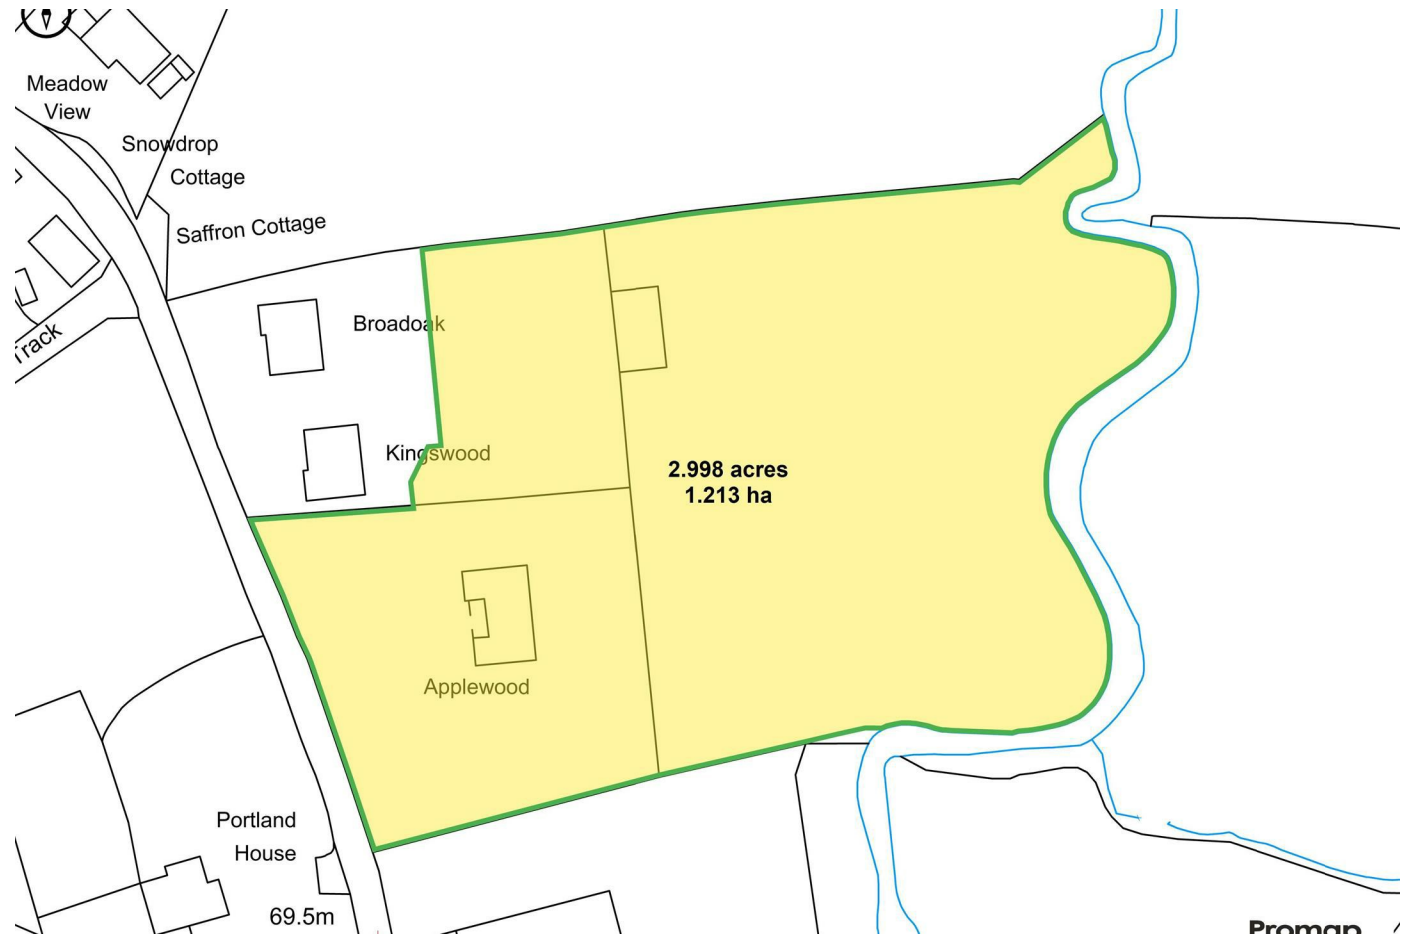 Meadow
View
Snowdrop
Cottage
Saffron Cottage
Broadoak
Track
Kingswood
2.998 acres
1.213 ha
Applewood
Portland
House
69.5m
Promap